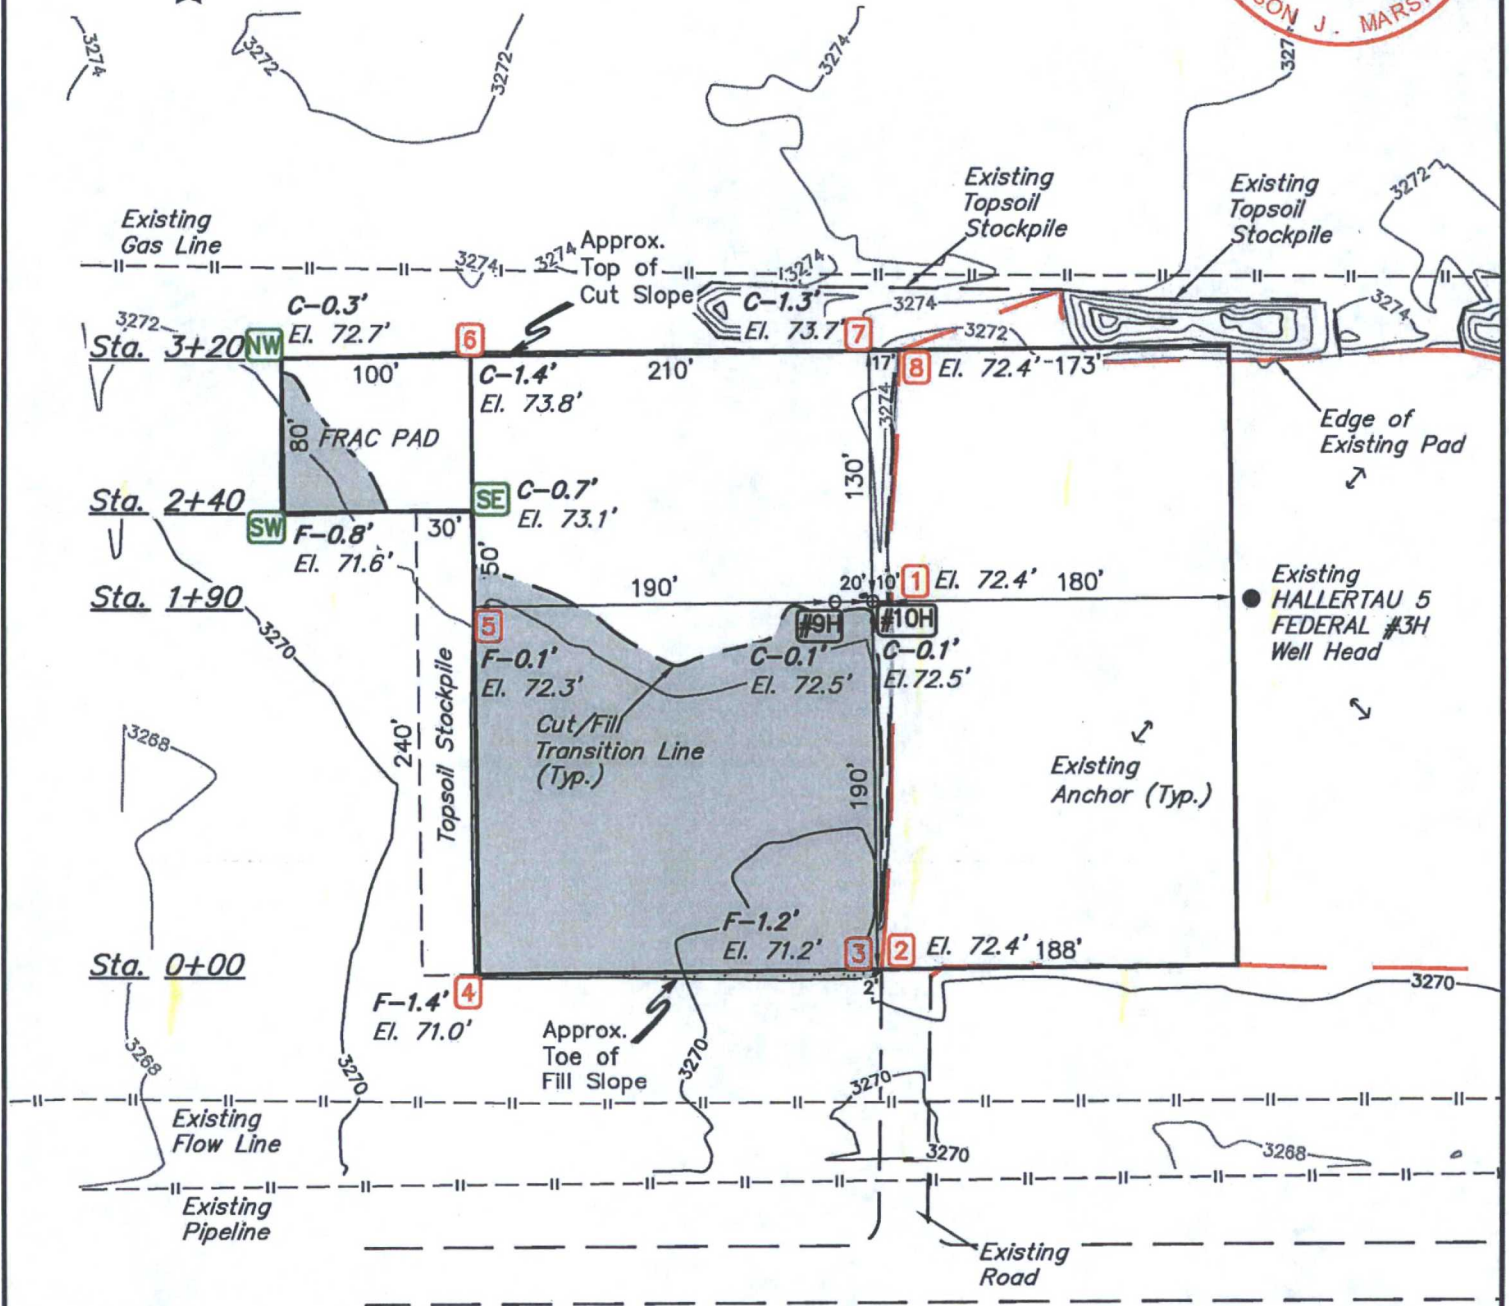 SON J. MARS
3274
3272
3272
3274
327
Existing
Topsoil
Stockpile
Existing
Topsoil
Stockpile
3272
Existing
Gas Line
3274
3274
Approx.
Top of
Cut Slope
3274
3274
3272
3274
C-0.3'
El. 72.7'
C-1.3'
El. 73.7'
3272
Sta. 3+20
NW
6
7
8
El. 72.4'
173'
17'
100'
C-1.4'
El. 73.8'
210'
3274
Edge of
Existing Pad
80'
FRAC PAD
130'
Sta. 2+40
SW
SE
C-0.7'
El. 73.1'
F-0.8'
El. 71.6'
30'
50'
190'
20'
10'
1
El. 72.4'
180'
Sta. 1+90
3270
5
#9H
#10H
Existing
HALLERTAU 5
FEDERAL #3H
Well Head
F-0.1'
El. 72.3'
C-0.1'
El. 72.5'
C-0.1'
El. 72.5'
Topsoil Stockpile
240'
Cut/Fill
Transition Line
(Typ.)
190'
3268
Existing
Anchor (Typ.)
F-1.2'
El. 71.2'
3
2
El. 72.4'
188'
Sta. 0+00
4
2'
3270
F-1.4'
El. 71.0'
Approx.
Toe of
Fill Slope
3268
3270
3270
3270
Existing
Flow Line
3270
3268
Existing
Pipeline
Existing
Road